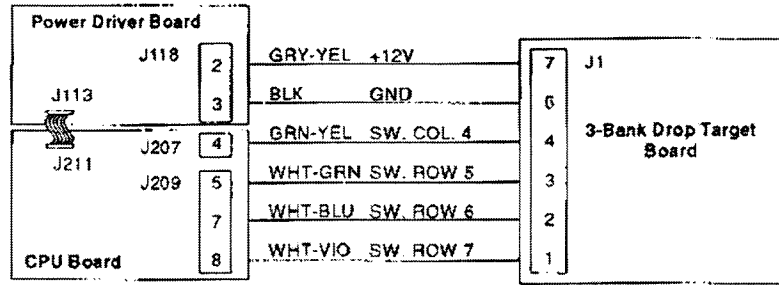 Power Driver Board
J118
2 GRY-YEL +12V 7 J1
J113
3 BLK GND 6
J207 4 GRN-YEL SW. COL. 4 4 3-Bank Drop Target
Board
J211
J209 5 WHT-GRN SW. ROW 5 3
7 WHT-BLU SW. ROW 6 2
CPU Board 8 WHT-VIO SW. ROW 7 1